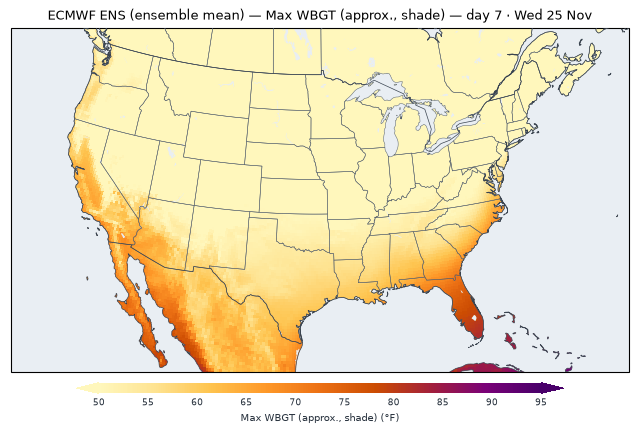 ECMWF ENS (ensemble mean) — Max WBGT (approx., shade) — day 7 · Wed 25 Nov
50 55 60 65 70 75 80 85 90 95
Max WBGT (approx., shade) (°F)